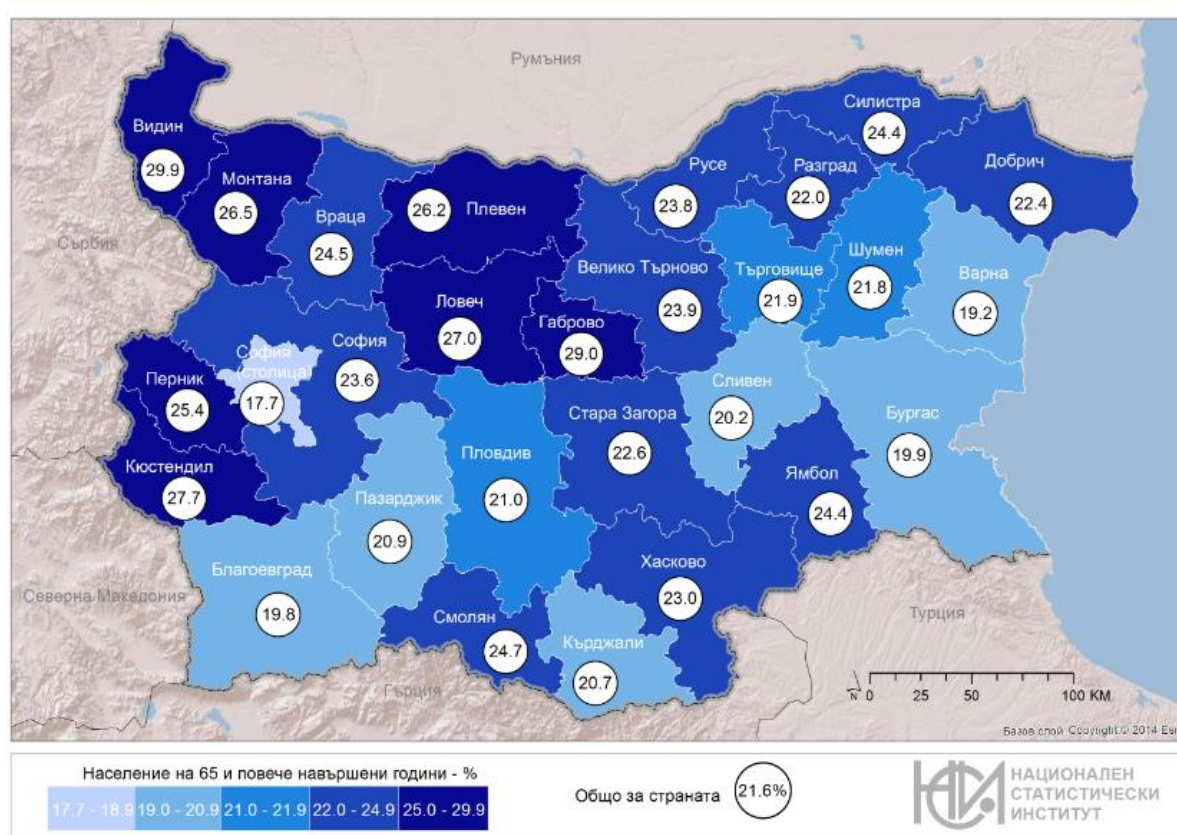 Румъния
Силистра
24.4
Видин
29.9
Русе
23.8
Разград
22.0
Добрич
22.4
Монтана
26.5
26.2
Плевен
Враца
24.5
Сърбия
Шумен
21.8
Велико Търново
23.9
Търговище
21.9
Варна
19.2
Ловеч
27.0
Габрово
29.0
София
(столица)
17.7
София
23.6
Перник
25.4
Сливен
20.2
Стара Загора
22.6
Бургас
19.9
Кюстендил
27.7
Пловдив
21.0
Ямбол
24.4
Пазарджик
20.9
Благоевград
19.8
Хасково
23.0
Северна Македония
Смолян
24.7
Турция
Кърджали
20.7
Гърция
N 0 25 50 100 КМ.
Базов слой Copyright:© 2014 Esr
Население на 65 и повече навършени години - %
17.7 - 18.9 19.0 - 20.9 21.0 - 21.9 22.0 - 24.9 25.0 - 29.9
Общо за страната 21.6%
НСИ
НАЦИОНАЛЕН
СТАТИСТИЧЕСКИ
ИНСТИТУТ